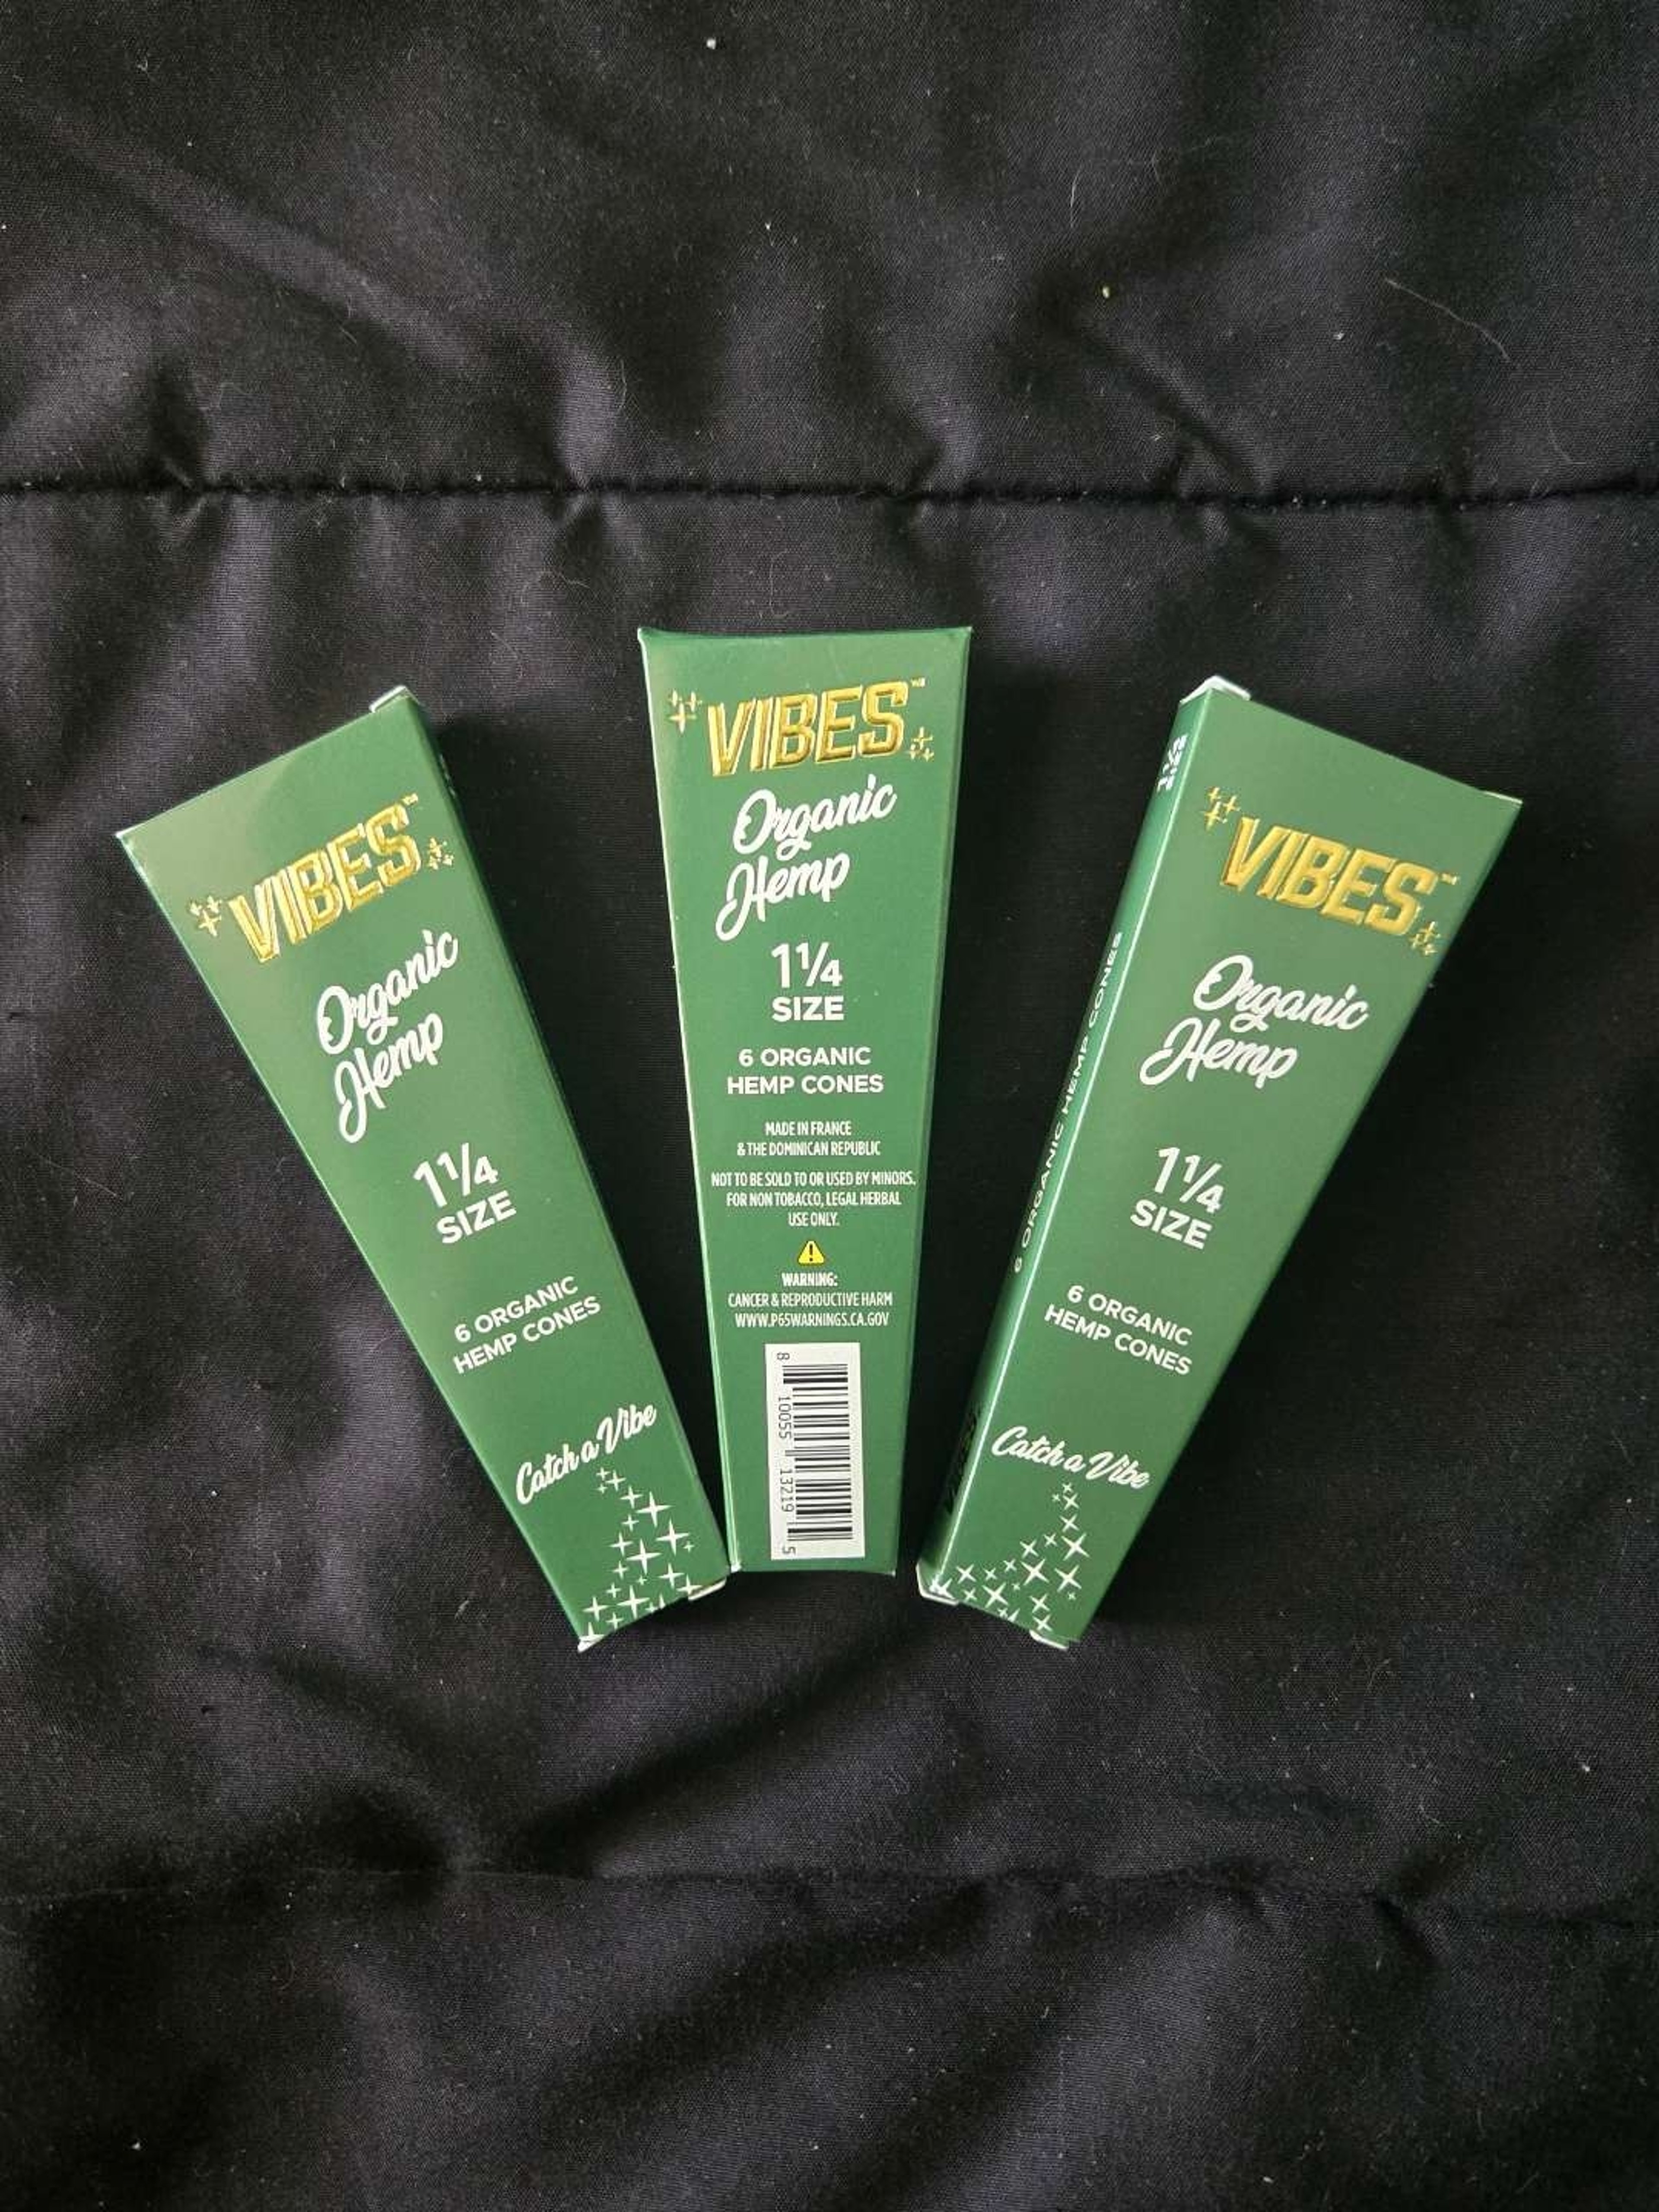 VIBES™
Organic
Hemp
1¼
SIZE
6 ORGANIC
HEMP CONES
Catch a Vibe
VIBES™
Organic
Hemp
1¼
SIZE
6 ORGANIC
HEMP CONES
MADE IN FRANCE
& THE DOMINICAN REPUBLIC
NOT TO BE SOLD TO OR USED BY MINORS.
FOR NON TOBACCO, LEGAL HERBAL
USE ONLY.
WARNING:
CANCER & REPRODUCTIVE HARM
WWW.P65WARNINGS.CA.GOV
8 10055 13219 5
6 ORGANIC HEMP CONES
VIBES™
Organic
Hemp
1¼
SIZE
6 ORGANIC
HEMP CONES
Catch a Vibe